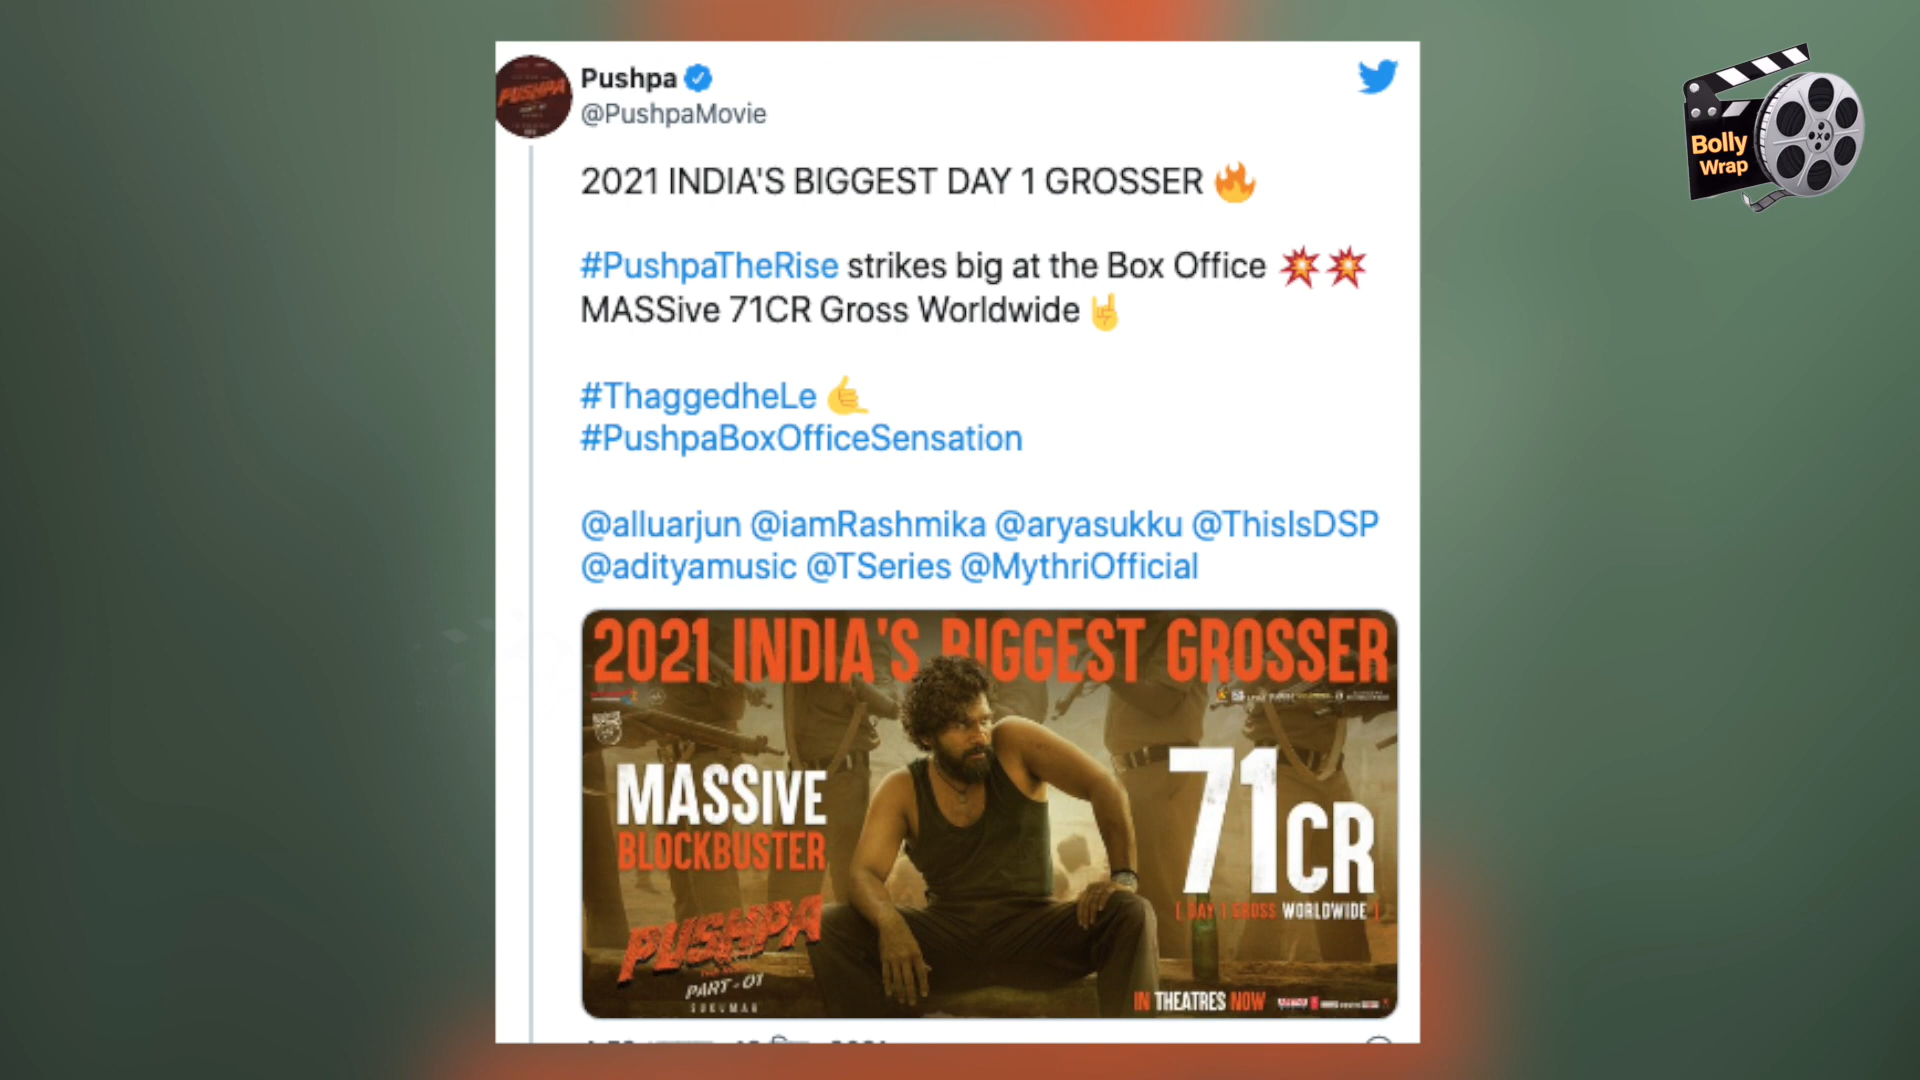 Pushpa
@PushpaMovie
Bolly
Wrap
2021 INDIA'S BIGGEST DAY 1 GROSSER 🔥
#PushpaTheRise strikes big at the Box Office 💥💥
MASSive 71CR Gross Worldwide 🤘
#ThaggedheLe 🤙
#PushpaBoxOfficeSensation
@alluarjun @iamRashmika @aryasukku @ThisIsDSP
@adityamusic @TSeries @MythriOfficial
2021 INDIA'S BIGGEST GROSSER
MASSIVE
BLOCKBUSTER
71CR
[ DAY 1 GROSS WORLDWIDE ]
PUSHPA
PART-01
SUKUMAR
IN THEATRES NOW